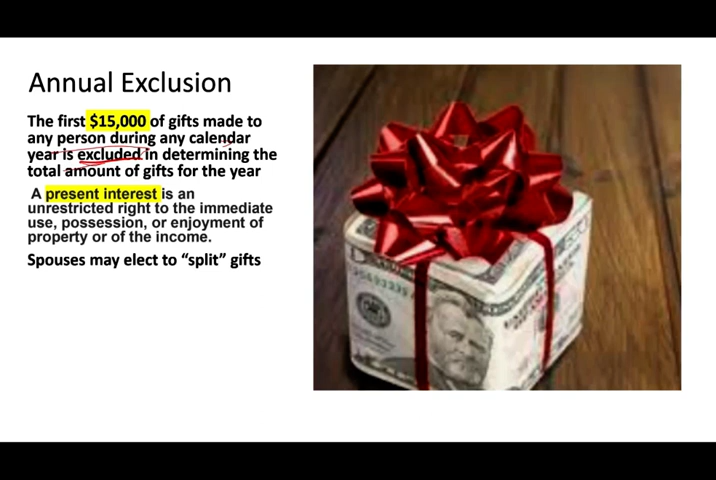 Annual Exclusion
The first $15,000 of gifts made to
any person during any calendar
year is excluded in determining the
total amount of gifts for the year
A present interest is an
unrestricted right to the immediate
use, possession, or enjoyment of
property or of the income.
Spouses may elect to “split” gifts